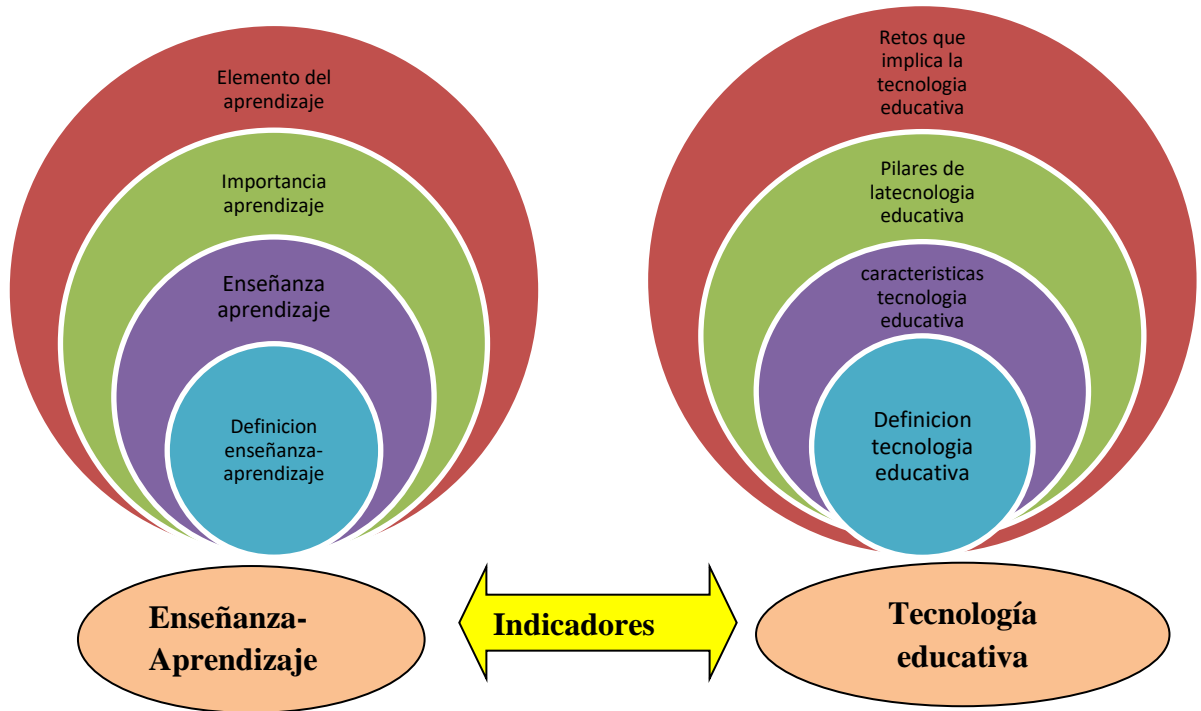 Elemento del
aprendizaje
Importancia
aprendizaje
Enseñanza
aprendizaje
Definicion
enseñanza-
aprendizaje
Retos que
implica la
tecnologia
educativa
Pilares de
latecnologia
educativa
caracteristicas
tecnologia
educativa
Definicion
tecnologia
educativa
Enseñanza-
Aprendizaje
Indicadores
Tecnología
educativa